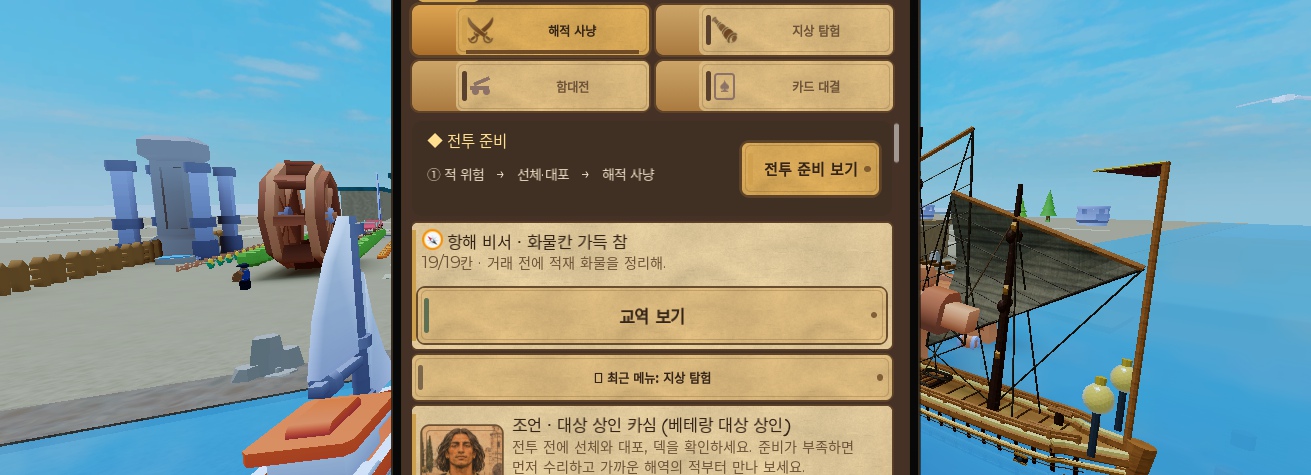 해적 사냥
지상 탐험
함대전
카드 대결
◆ 전투 준비
① 적 위험 → 선체·대포 → 해적 사냥
전투 준비 보기
항해 비서 · 화물칸 가득 참
19/19칸 · 거래 전에 적재 화물을 정리해.
교역 보기
최근 메뉴: 지상 탐험
조언 · 대상 상인 카심 (베테랑 대상 상인)
전투 전에 선체와 대포, 덱을 확인하세요. 준비가 부족하면
먼저 수리하고 가까운 해역의 적부터 만나 보세요.